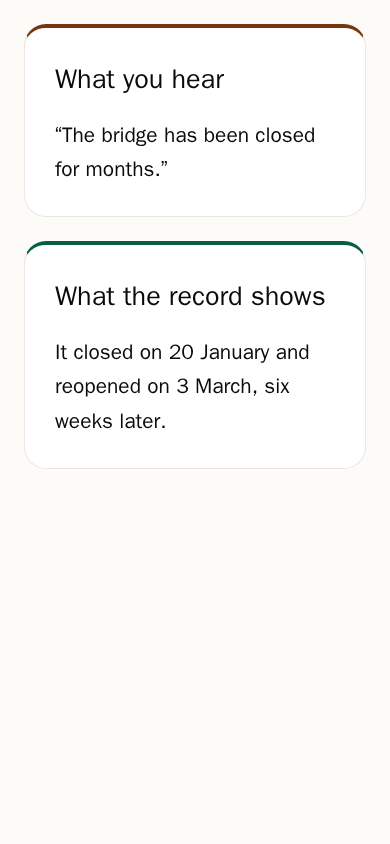 What you hear
“The bridge has been closed
for months.”
What the record shows
It closed on 20 January and
reopened on 3 March, six
weeks later.